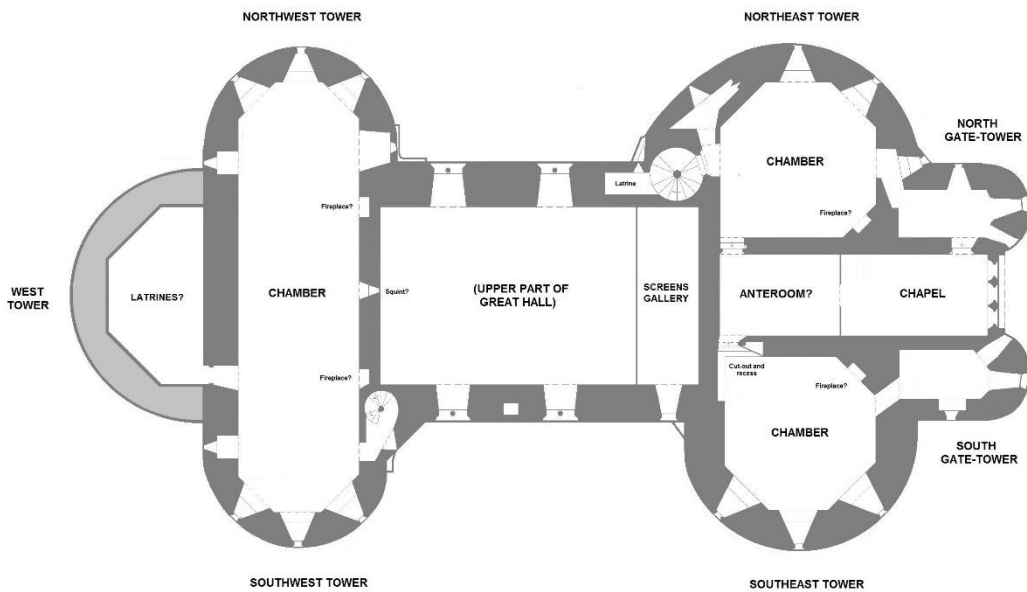 NORTHWEST TOWER
NORTHEAST TOWER
NORTH
GATE-TOWER
CHAMBER
Latrine
Fireplace?
Fireplace?
WEST
TOWER
LATRINES?
CHAMBER
Squint?
(UPPER PART OF
GREAT HALL)
SCREENS
GALLERY
ANTEROOM?
CHAPEL
Fireplace?
Cut-out and
recess
Fireplace?
CHAMBER
SOUTH
GATE-TOWER
SOUTHWEST TOWER
SOUTHEAST TOWER